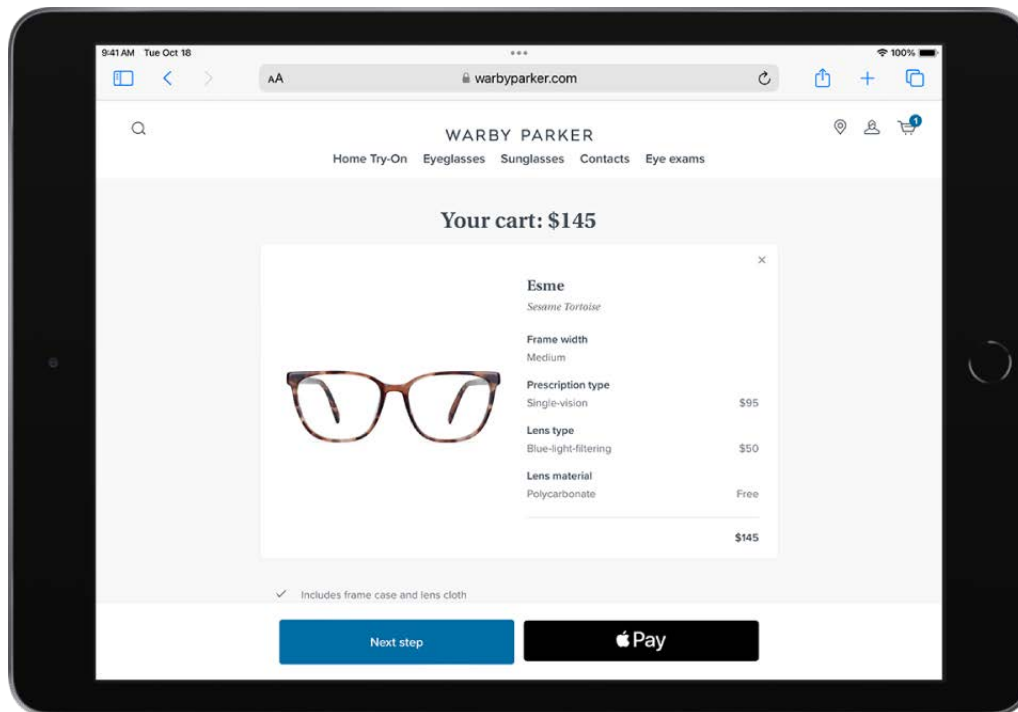 9:41 AM Tue Oct 18
100%
AA
warbyparker.com
WARBY PARKER
1
Home Try-On Eyeglasses Sunglasses Contacts Eye exams
Your cart: $145
Esme
Sesame Tortoise
Frame width
Medium
Prescription type
Single-vision $95
Lens type
Blue-light-filtering $50
Lens material
Polycarbonate Free
$145
Includes frame case and lens cloth
Next step
Pay